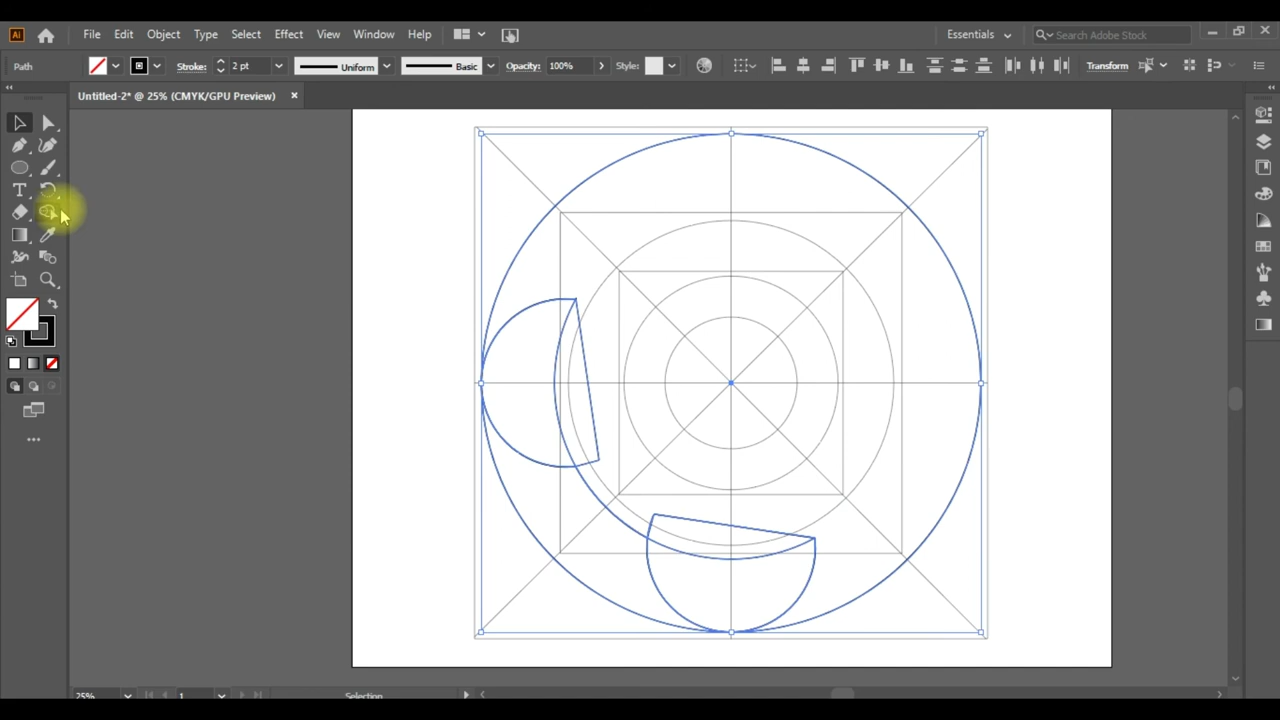 Ai File Edit Object Type Select Effect View Window Help Essentials Search Adobe Stock
Path Stroke: 2 pt Uniform Basic Opacity: 100% Style: Transform
Untitled-2* @ 25% (CMYK/GPU Preview)
T
25% 1 Selection